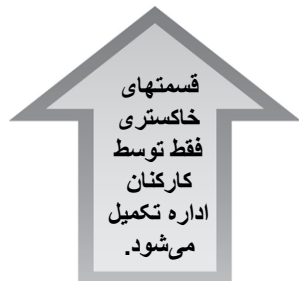 قسمتهای
خاکستری
فقط توسط
کارکنان
اداره تکمیل
می‌شود.